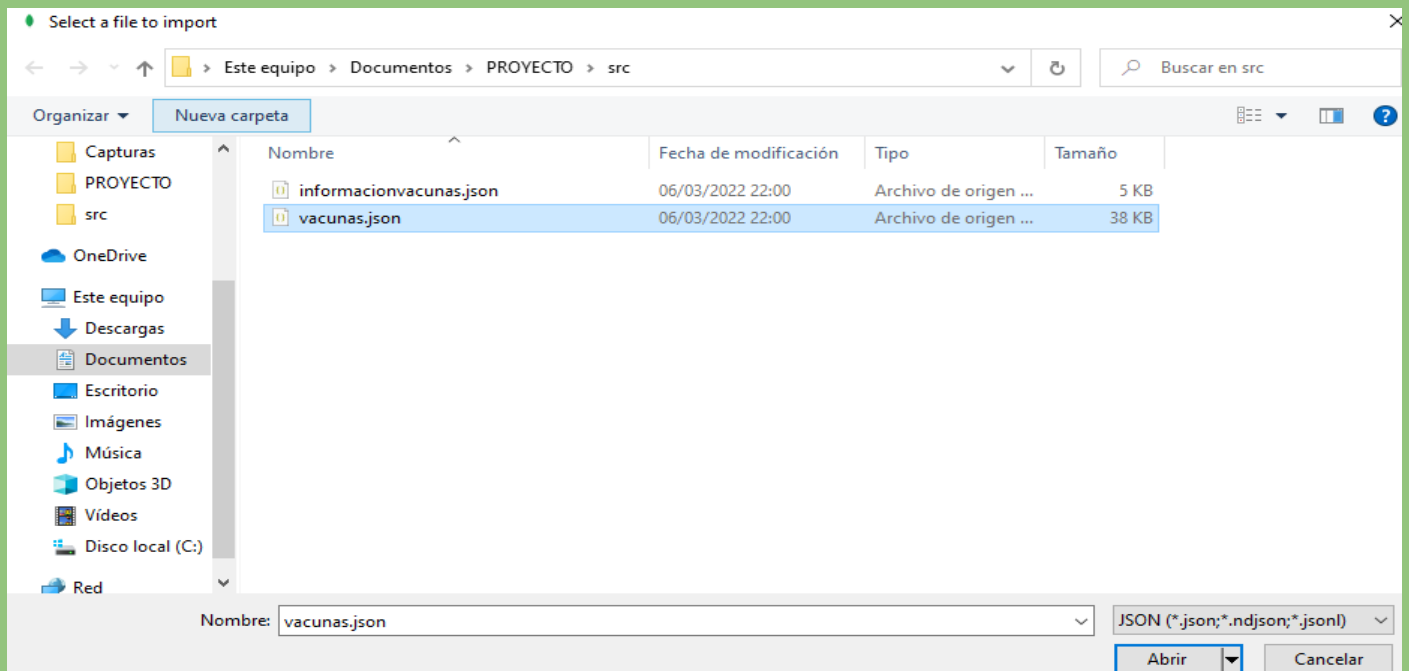 Select a file to import
Este equipo > Documentos > PROYECTO > src
Buscar en src
Organizar
Nueva carpeta
?
Capturas
PROYECTO
src
OneDrive
Este equipo
Descargas
Documentos
Escritorio
Imágenes
Música
Objetos 3D
Vídeos
Disco local (C:)
Red
Nombre Fecha de modificación Tipo Tamaño
informacionvacunas.json 06/03/2022 22:00 Archivo de origen ... 5 KB
vacunas.json 06/03/2022 22:00 Archivo de origen ... 38 KB
Nombre: vacunas.json JSON (*.json;*.ndjson;*.jsonl)
Abrir Cancelar